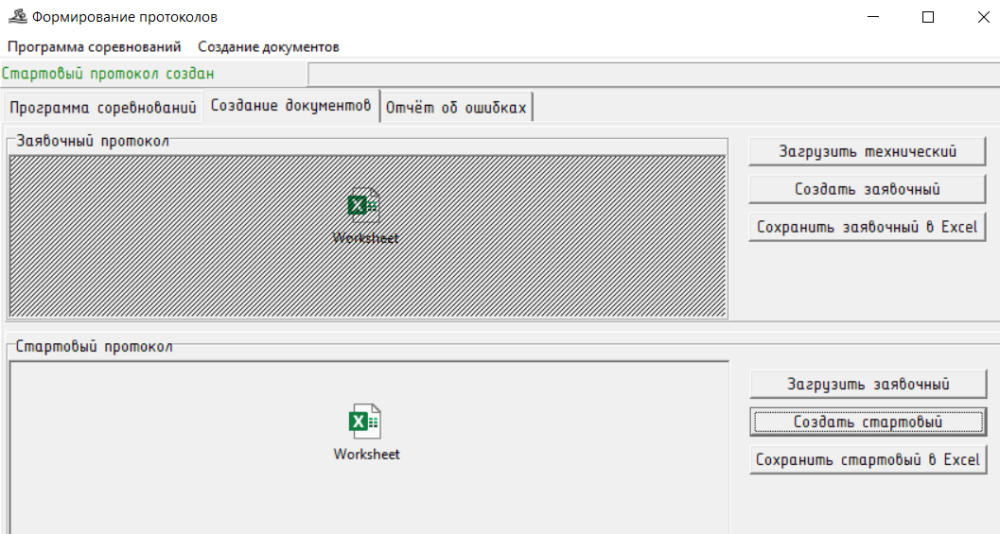 Формирование протоколов
Программа соревнований Создание документов
Стартовый протокол создан
Программа соревнований Создание документов Отчёт об ошибках
Заявочный протокол
Загрузить технический
Worksheet
Создать заявочный
Сохранить заявочный в Excel
Стартовый протокол
Загрузить заявочный
Worksheet
Создать стартовый
Сохранить стартовый в Excel